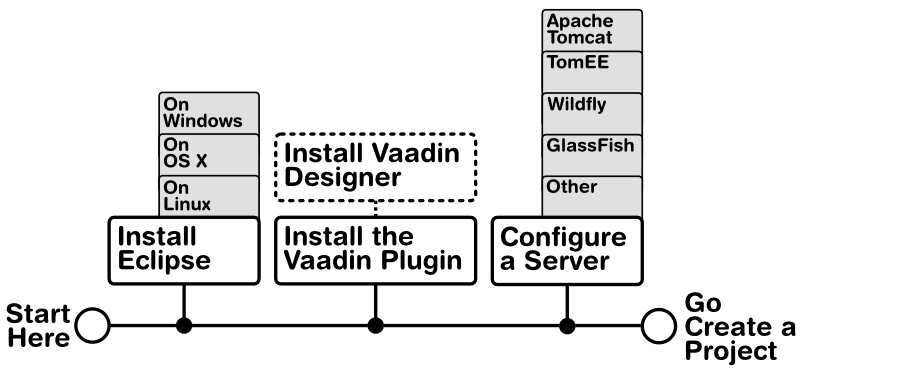 Start
Here
On
Windows
On
OS X
On
Linux
Install
Eclipse
Install Vaadin
Designer
Install the
Vaadin Plugin
Apache
Tomcat
TomEE
Wildfly
GlassFish
Other
Configure
a Server
Go
Create a
Project